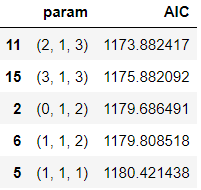 param AIC
11 (2, 1, 3) 1173.882417
15 (3, 1, 3) 1175.882092
2 (0, 1, 2) 1179.686491
6 (1, 1, 2) 1179.808518
5 (1, 1, 1) 1180.421438